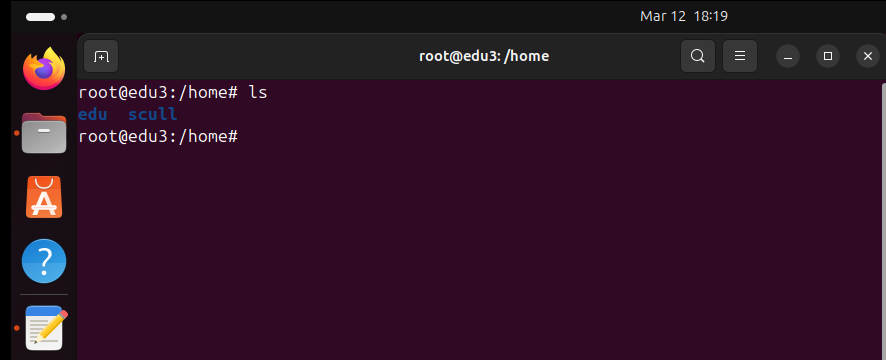 Mar 12 18:19
root@edu3: /home
root@edu3:/home# ls
edu scull
root@edu3:/home#